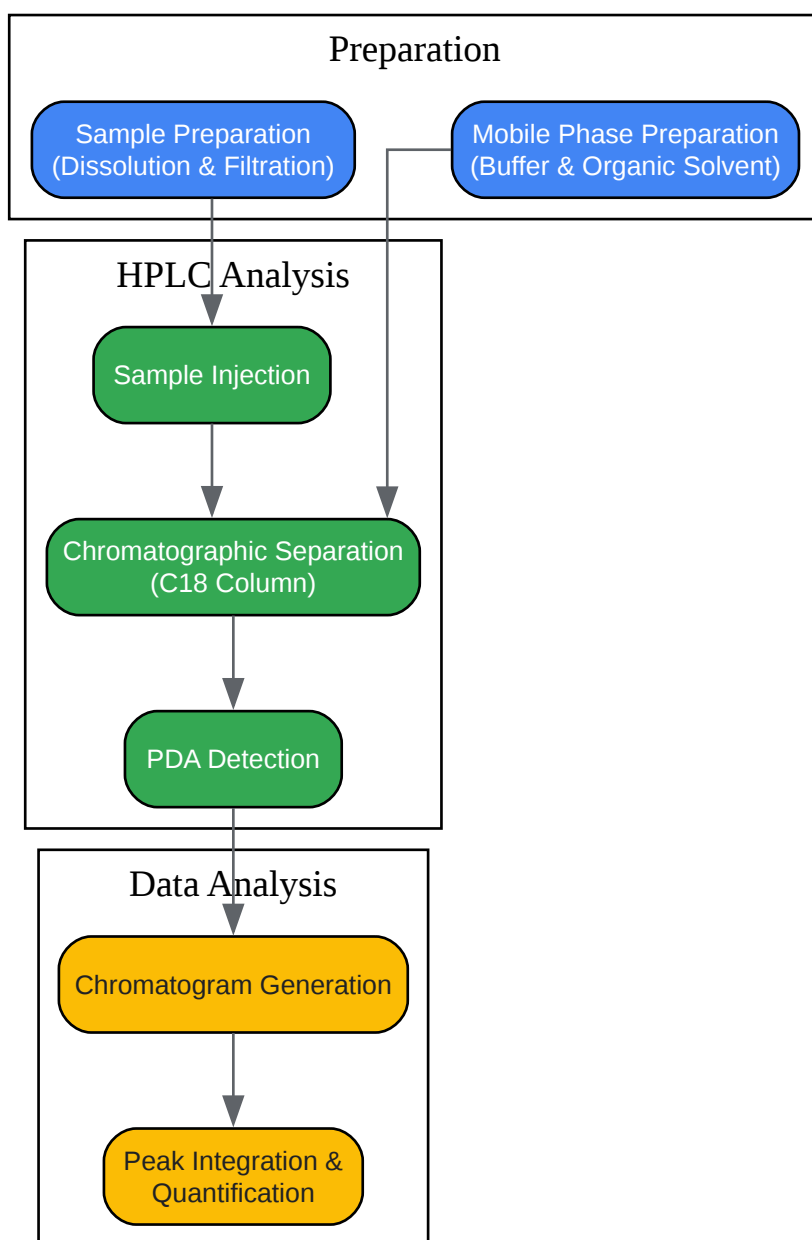 Preparation
Sample Preparation
(Dissolution & Filtration)
Mobile Phase Preparation
(Buffer & Organic Solvent)
HPLC Analysis
Sample Injection
Chromatographic Separation
(C18 Column)
PDA Detection
Data Analysis
Chromatogram Generation
Peak Integration &
Quantification